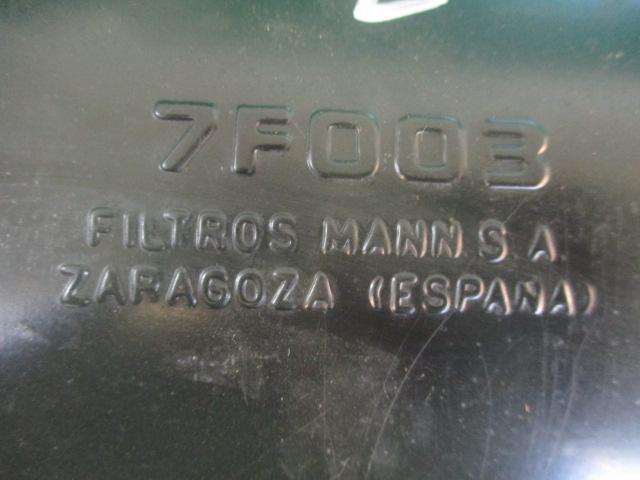 7F003
FILTROS MANN S.A.
ZARAGOZA (ESPAÑA)